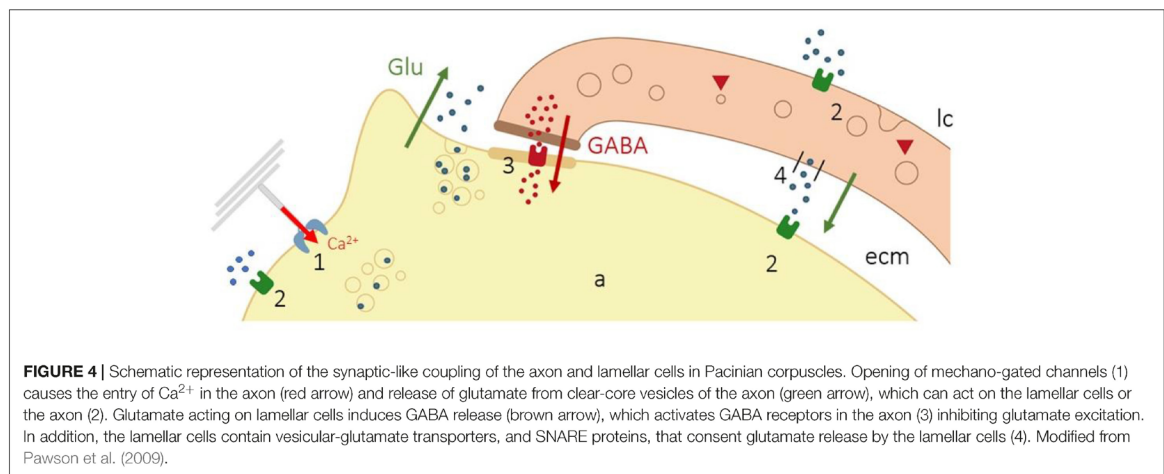 Glu
2
lc
GABA
3
4
Ca²⁺
1
ecm
2
2
a
FIGURE 4 | Schematic representation of the synaptic-like coupling of the axon and lamellar cells in Pacinian corpuscles. Opening of mechano-gated channels (1)
causes the entry of Ca²⁺ in the axon (red arrow) and release of glutamate from clear-core vesicles of the axon (green arrow), which can act on the lamellar cells or
the axon (2). Glutamate acting on lamellar cells induces GABA release (brown arrow), which activates GABA receptors in the axon (3) inhibiting glutamate excitation.
In addition, the lamellar cells contain vesicular-glutamate transporters, and SNARE proteins, that consent glutamate release by the lamellar cells (4). Modified from
Pawson et al. (2009).